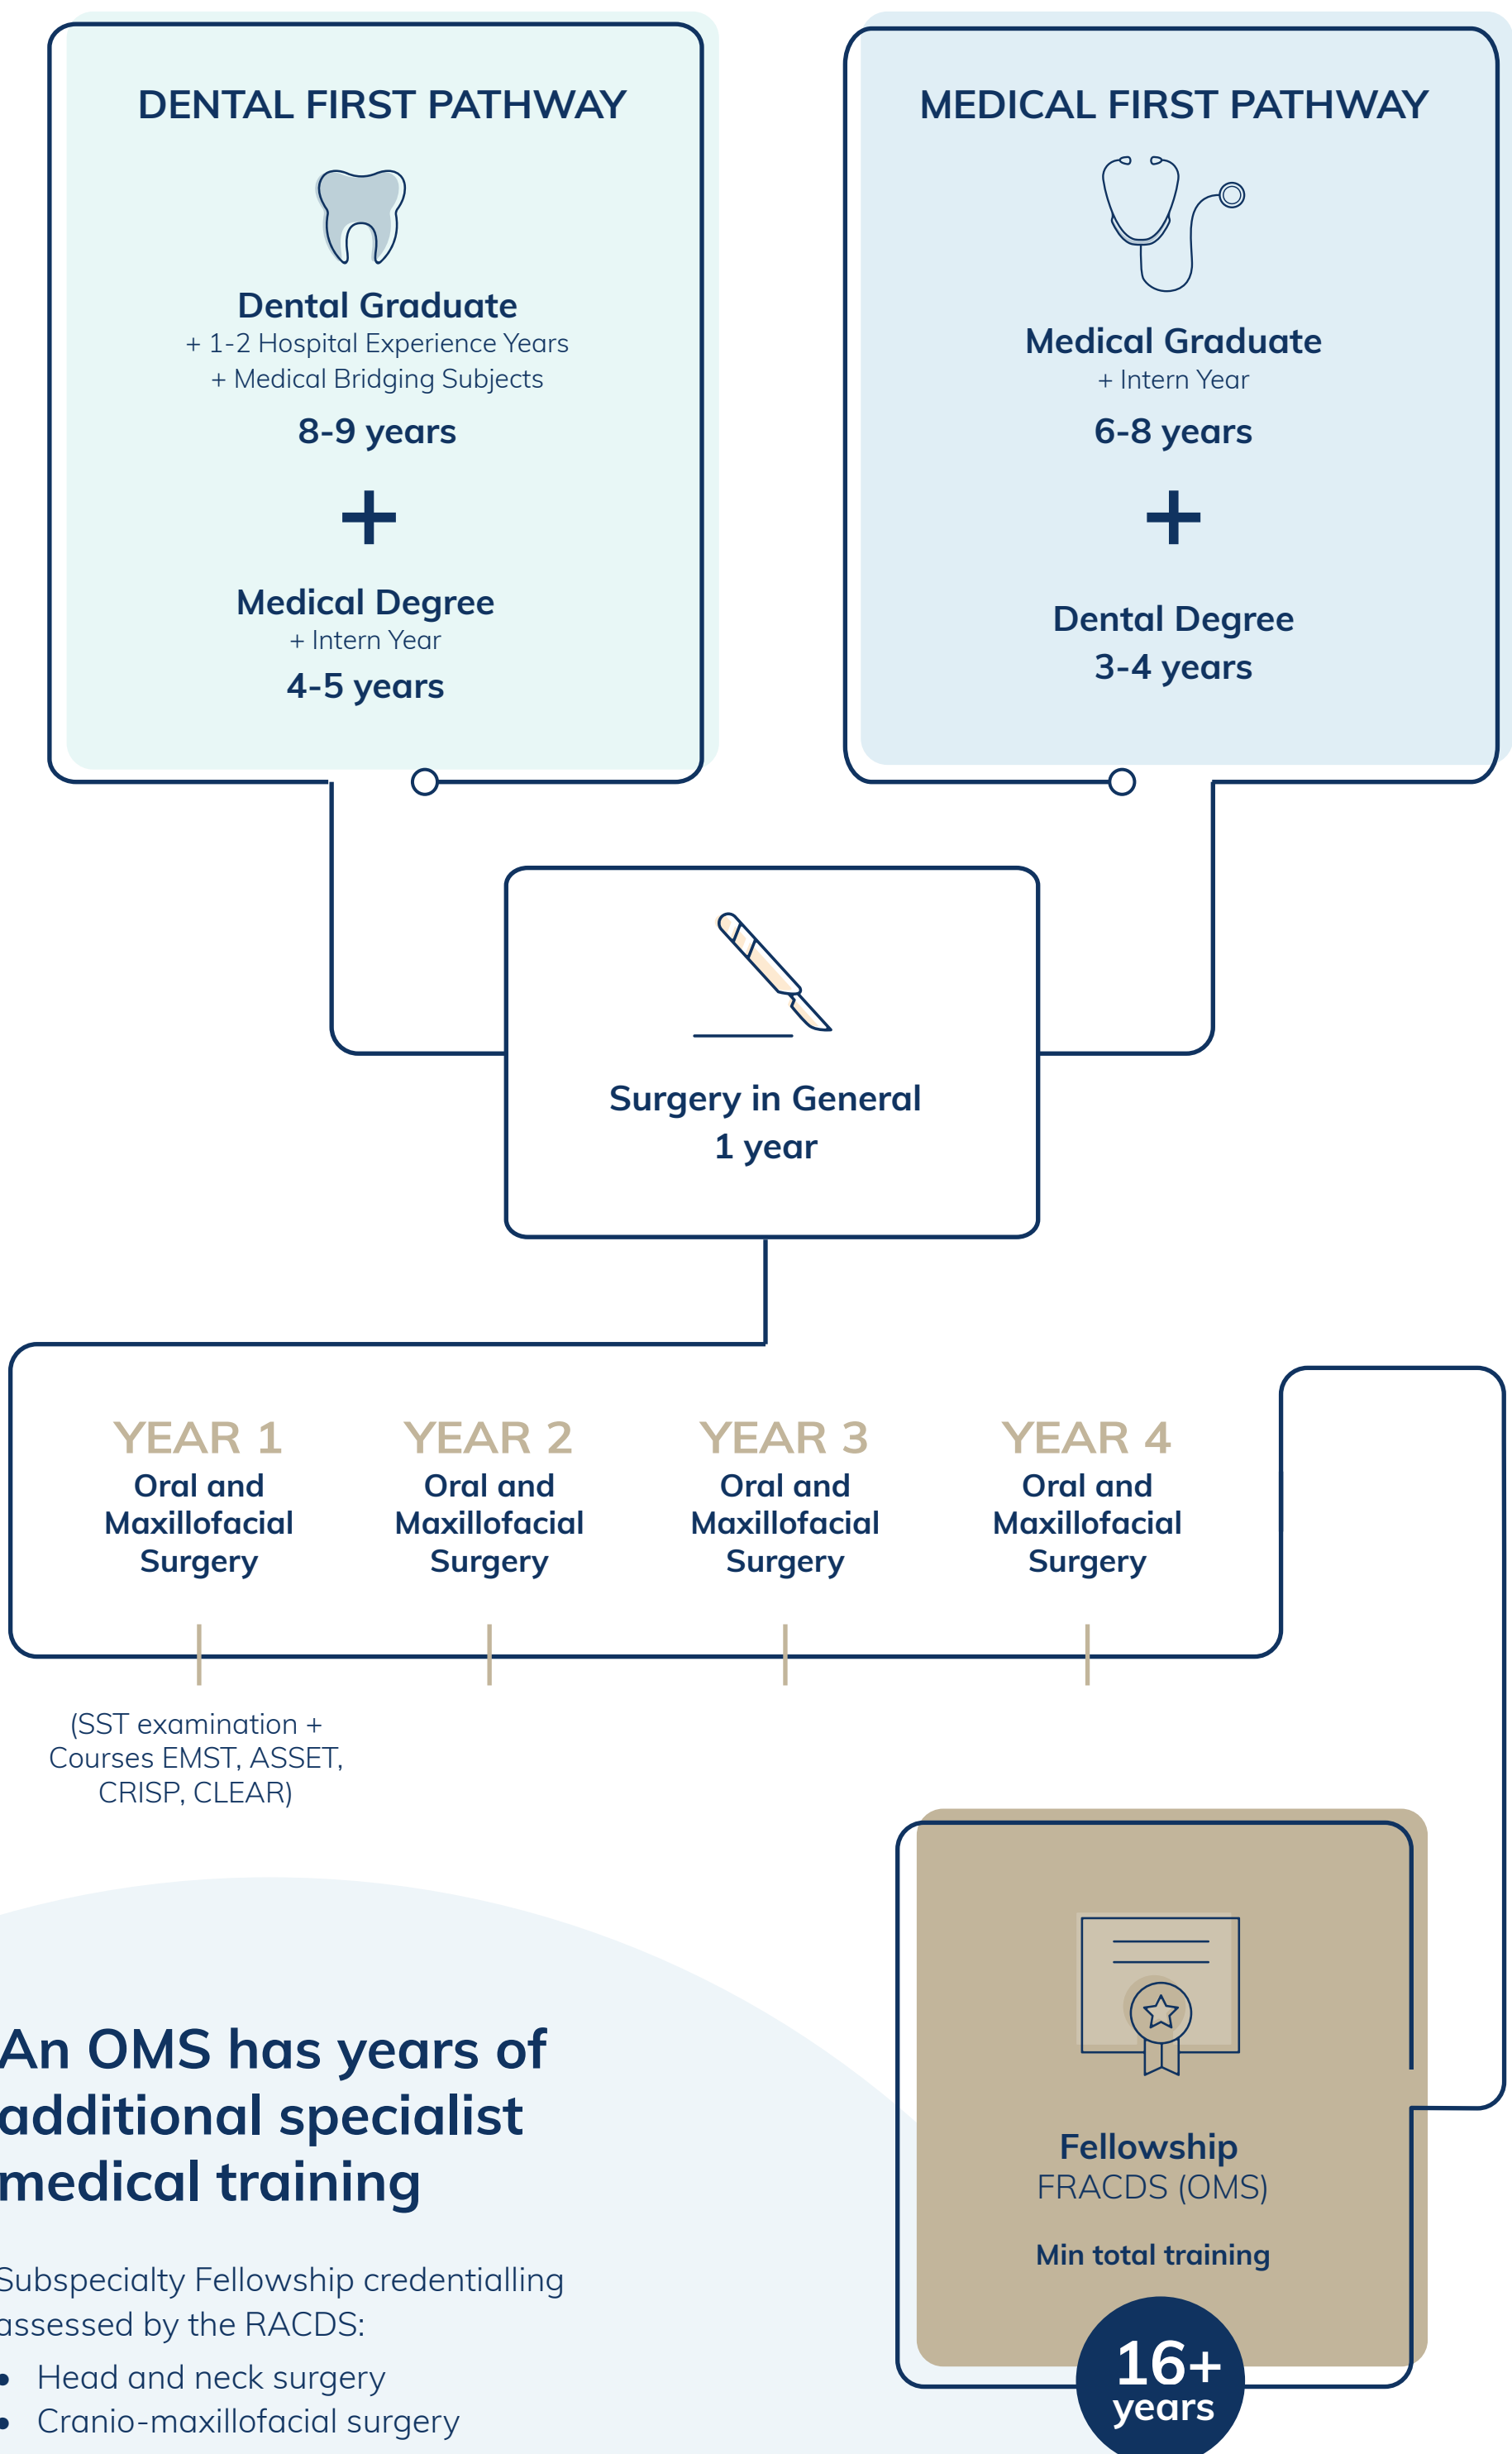 DENTAL FIRST PATHWAY
Dental Graduate
+ 1-2 Hospital Experience Years
+ Medical Bridging Subjects
8-9 years
+
Medical Degree
+ Intern Year
4-5 years
MEDICAL FIRST PATHWAY
Medical Graduate
+ Intern Year
6-8 years
+
Dental Degree
3-4 years
Surgery in General
1 year
YEAR 1
Oral and
Maxillofacial
Surgery
YEAR 2
Oral and
Maxillofacial
Surgery
YEAR 3
Oral and
Maxillofacial
Surgery
YEAR 4
Oral and
Maxillofacial
Surgery
(SST examination +
Courses EMST, ASSET,
CRISP, CLEAR)
An OMS has years of
additional specialist
medical training
Subspecialty Fellowship credentialling
assessed by the RACDS:
• Head and neck surgery
• Cranio-maxillofacial surgery
Fellowship
FRACDS (OMS)
Min total training
16+
years